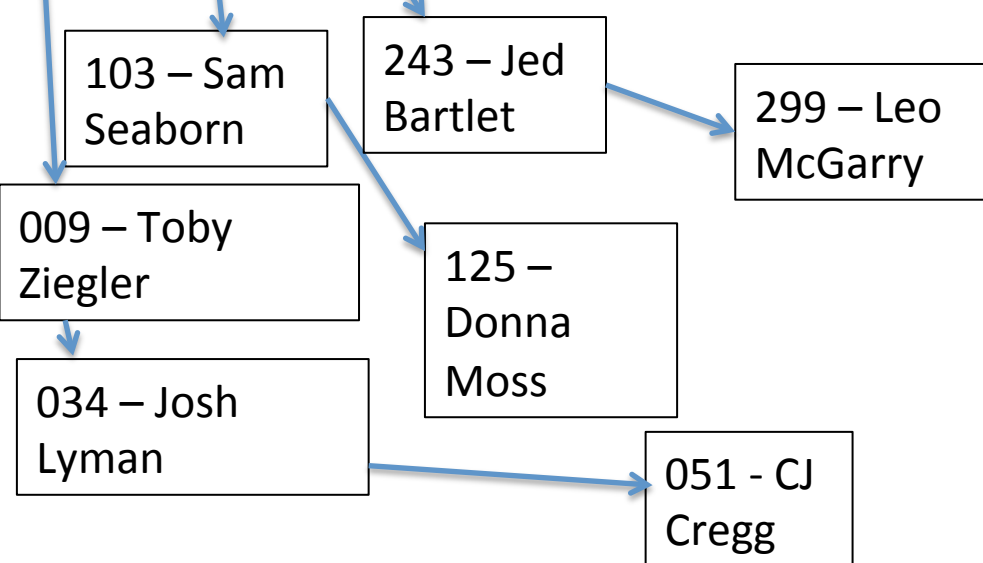 103 – Sam
Seaborn
243 – Jed
Bartlet
299 – Leo
McGarry
009 – Toby
Ziegler
125 –
Donna
Moss
034 – Josh
Lyman
051 - CJ
Cregg